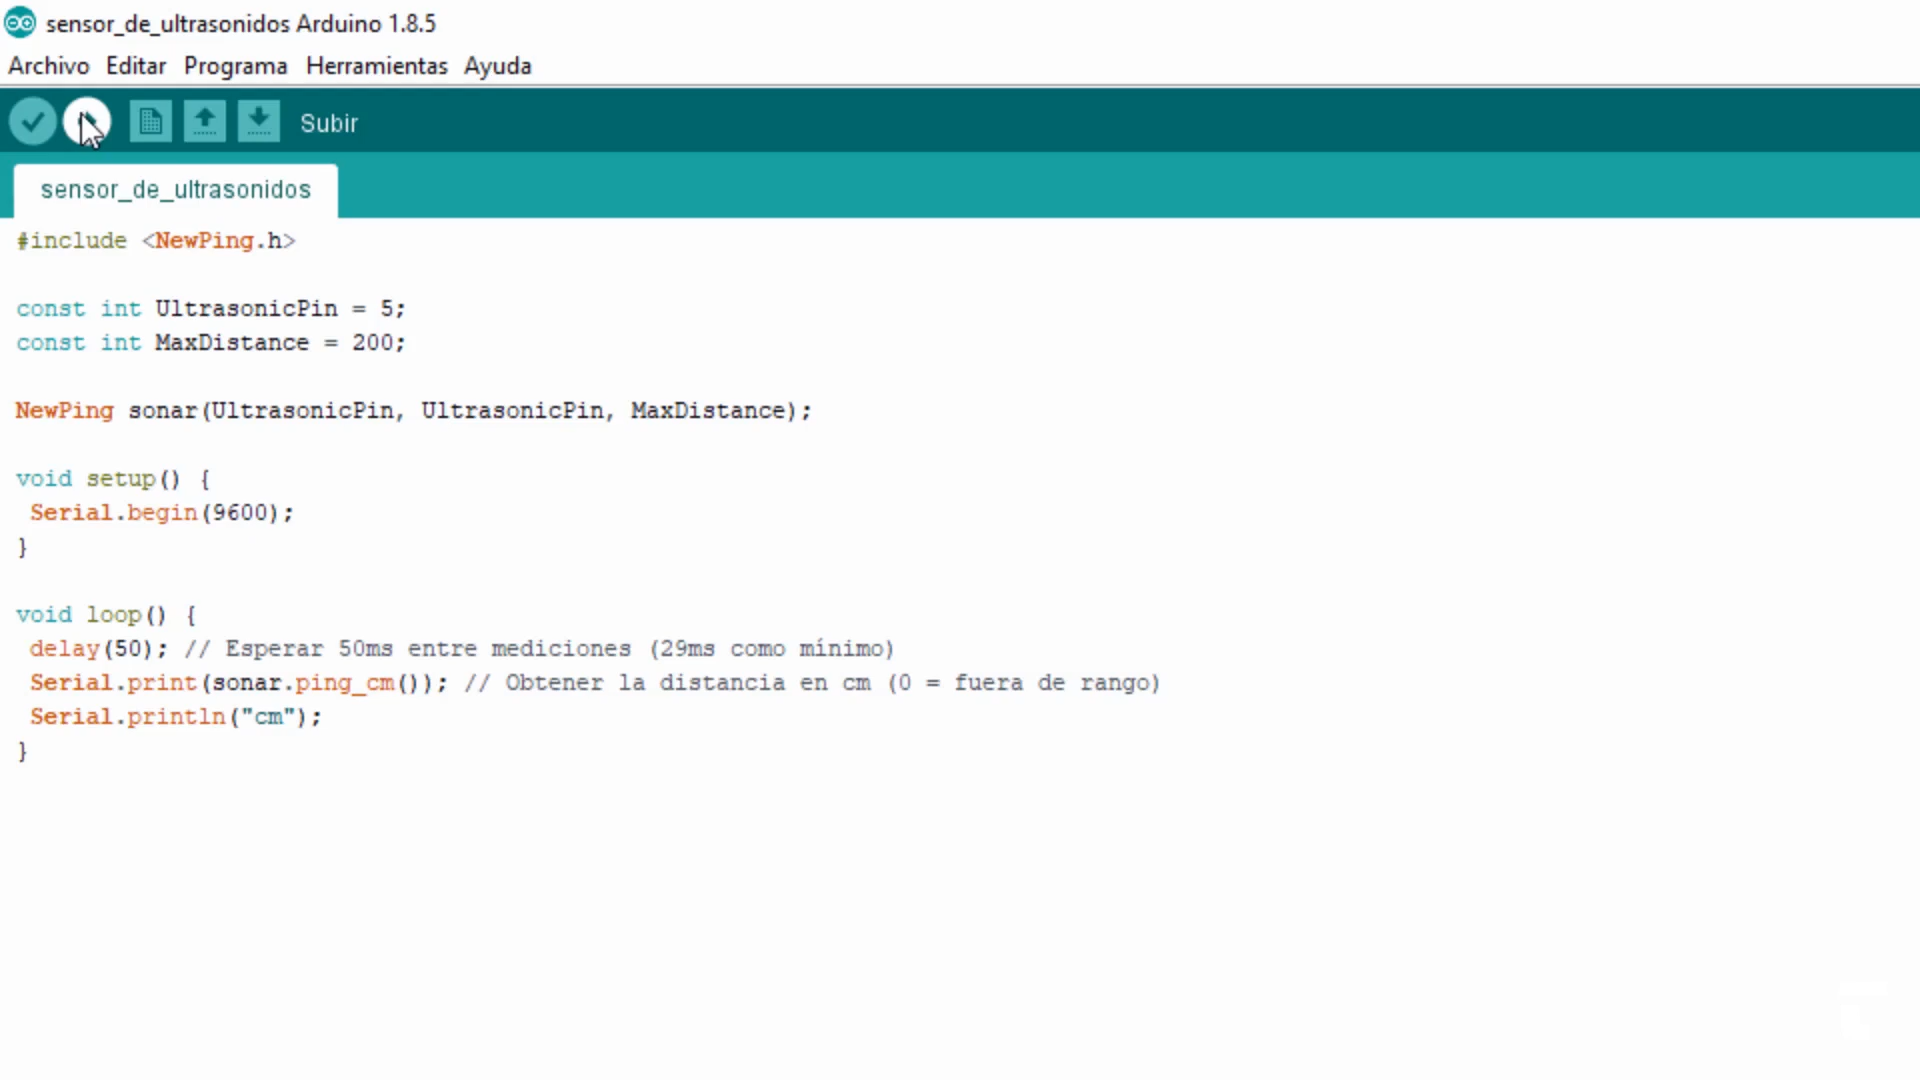 sensor_de_ultrasonidos Arduino 1.8.5
Archivo Editar Programa Herramientas Ayuda
Subir
sensor_de_ultrasonidos
#include <NewPing.h>
const int UltrasonicPin = 5;
const int MaxDistance = 200;
NewPing sonar(UltrasonicPin, UltrasonicPin, MaxDistance);
void setup() {
Serial.begin(9600);
}
void loop() {
delay(50); // Esperar 50ms entre mediciones (29ms como mínimo)
Serial.print(sonar.ping_cm()); // Obtener la distancia en cm (0 = fuera de rango)
Serial.println("cm");
}